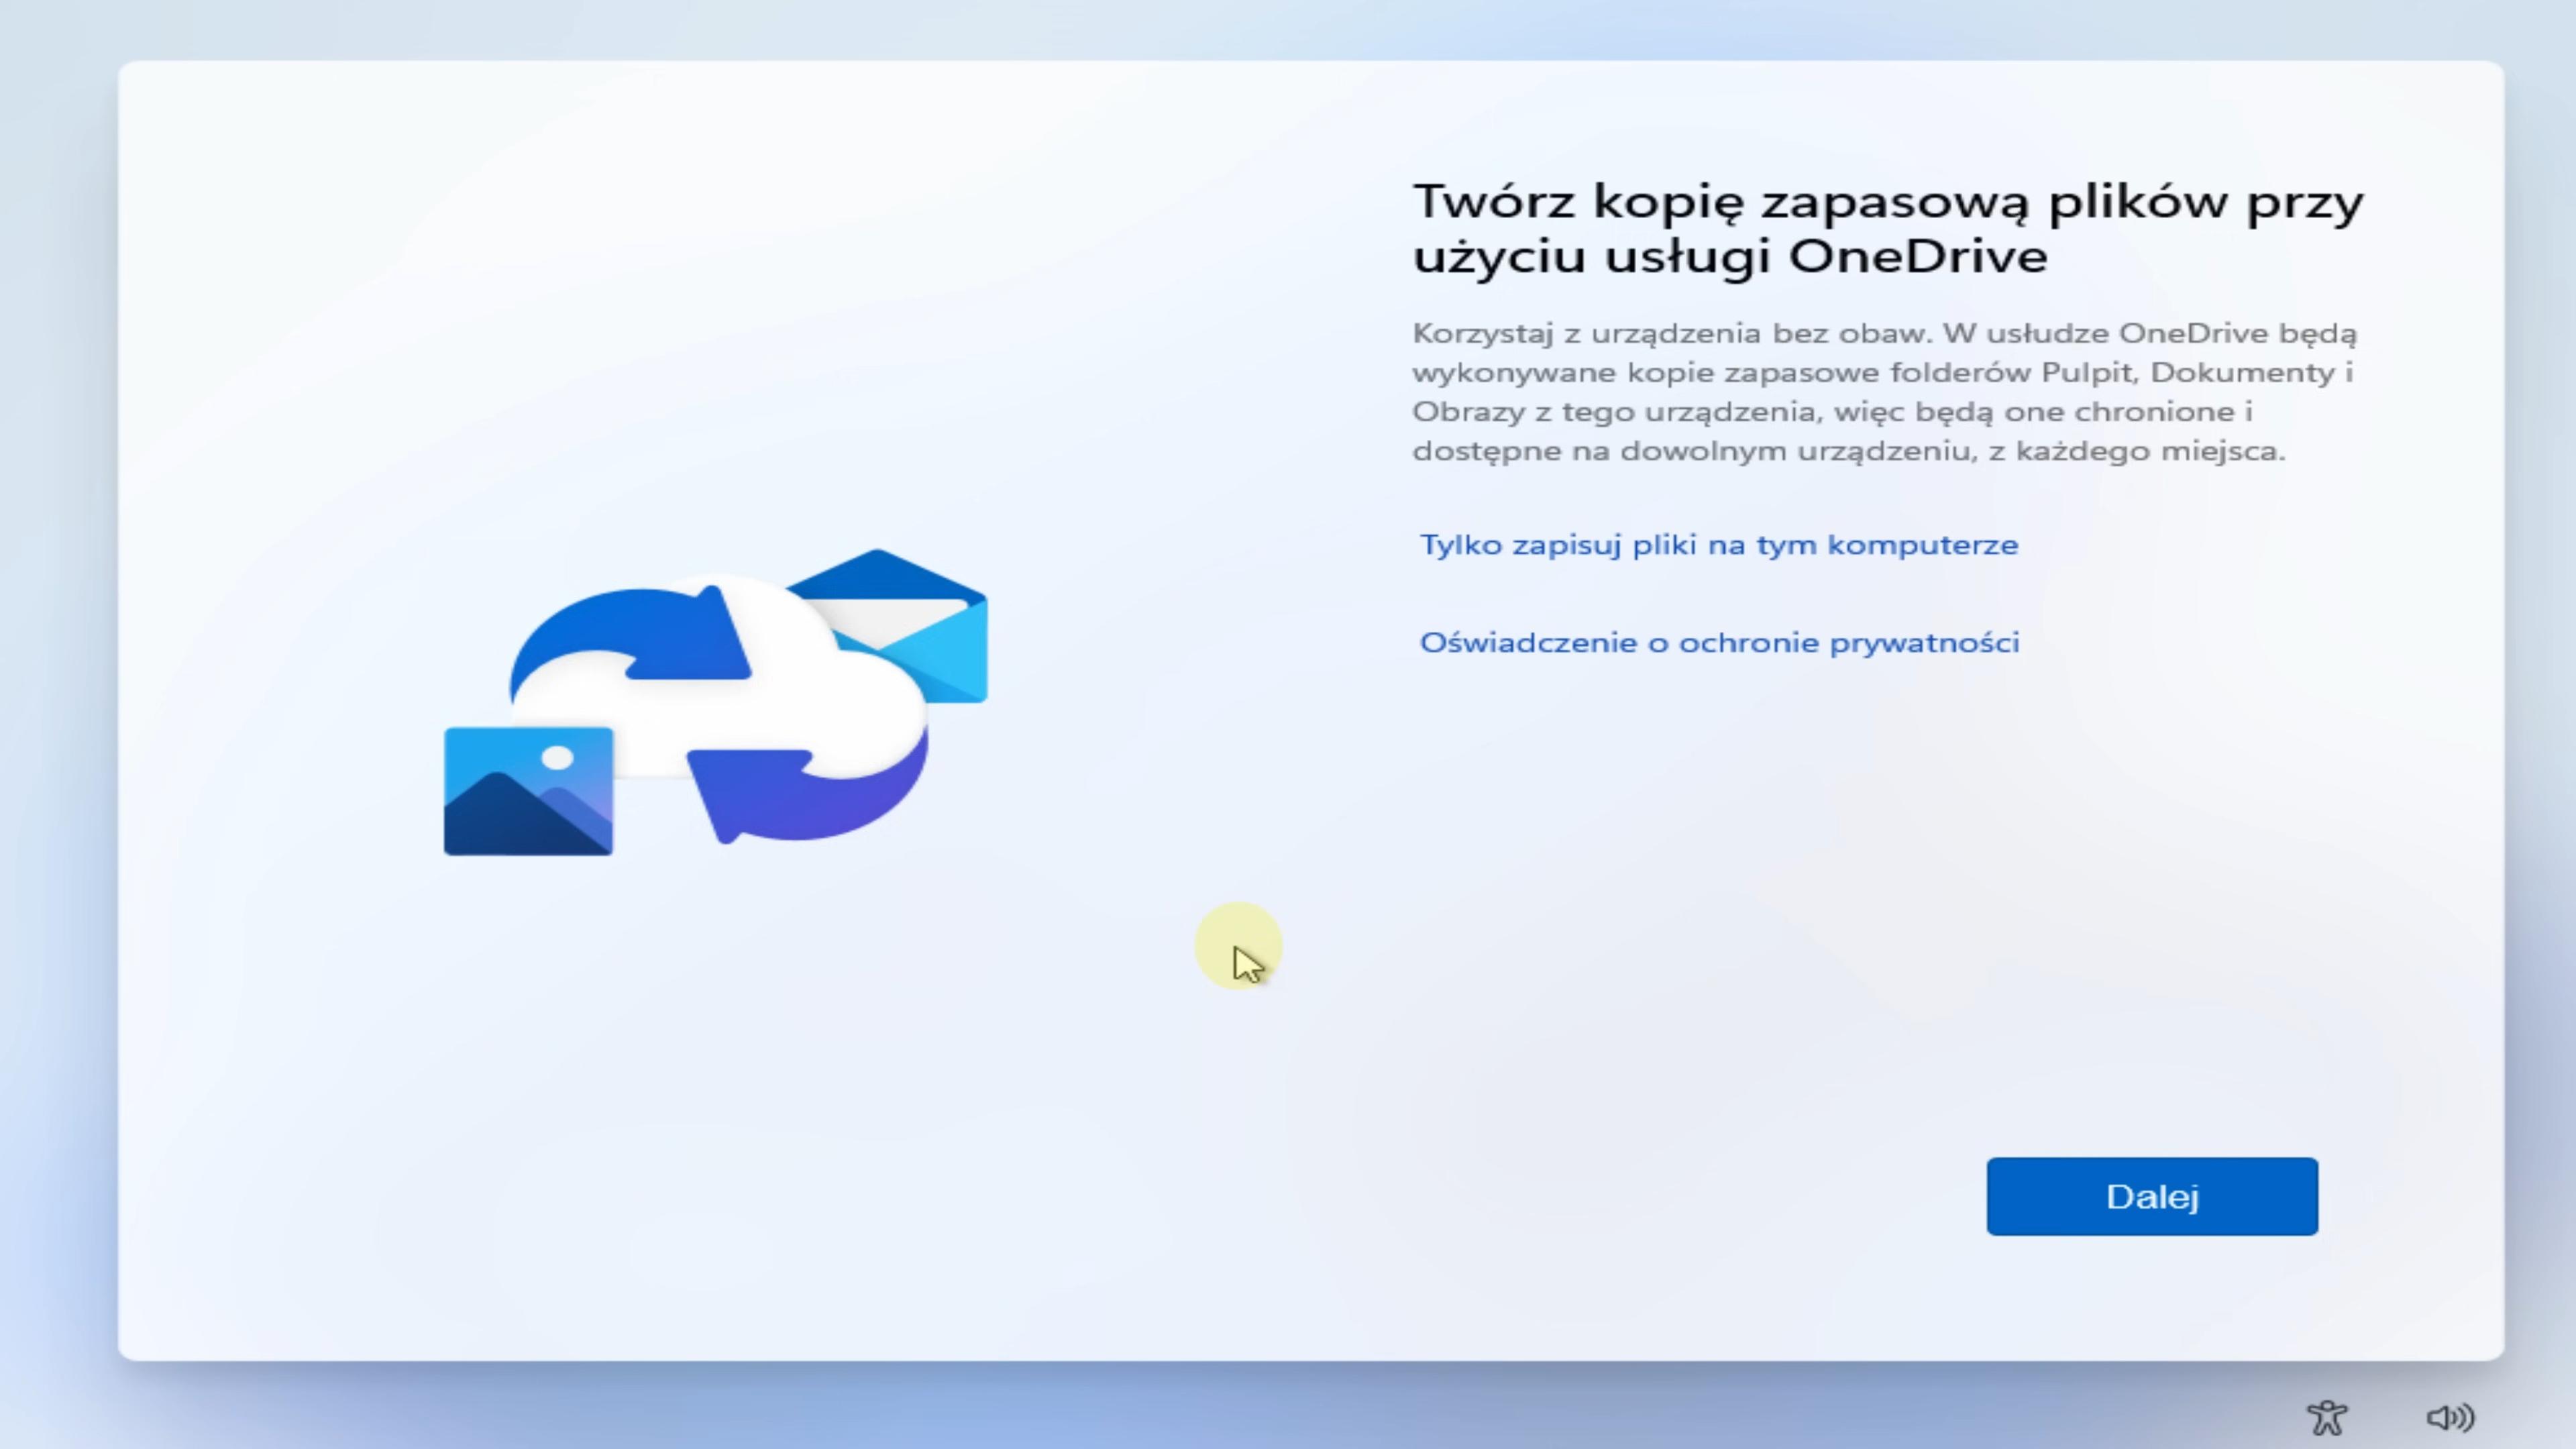 Twórz kopię zapasową plików przy
użyciu usługi OneDrive
Korzystaj z urządzenia bez obaw. W usłudze OneDrive będą
wykonywane kopie zapasowe folderów Pulpit, Dokumenty i
Obrazy z tego urządzenia, więc będą one chronione i
dostępne na dowolnym urządzeniu, z każdego miejsca.
Tylko zapisuj pliki na tym komputerze
Oświadczenie o ochronie prywatności
Dalej